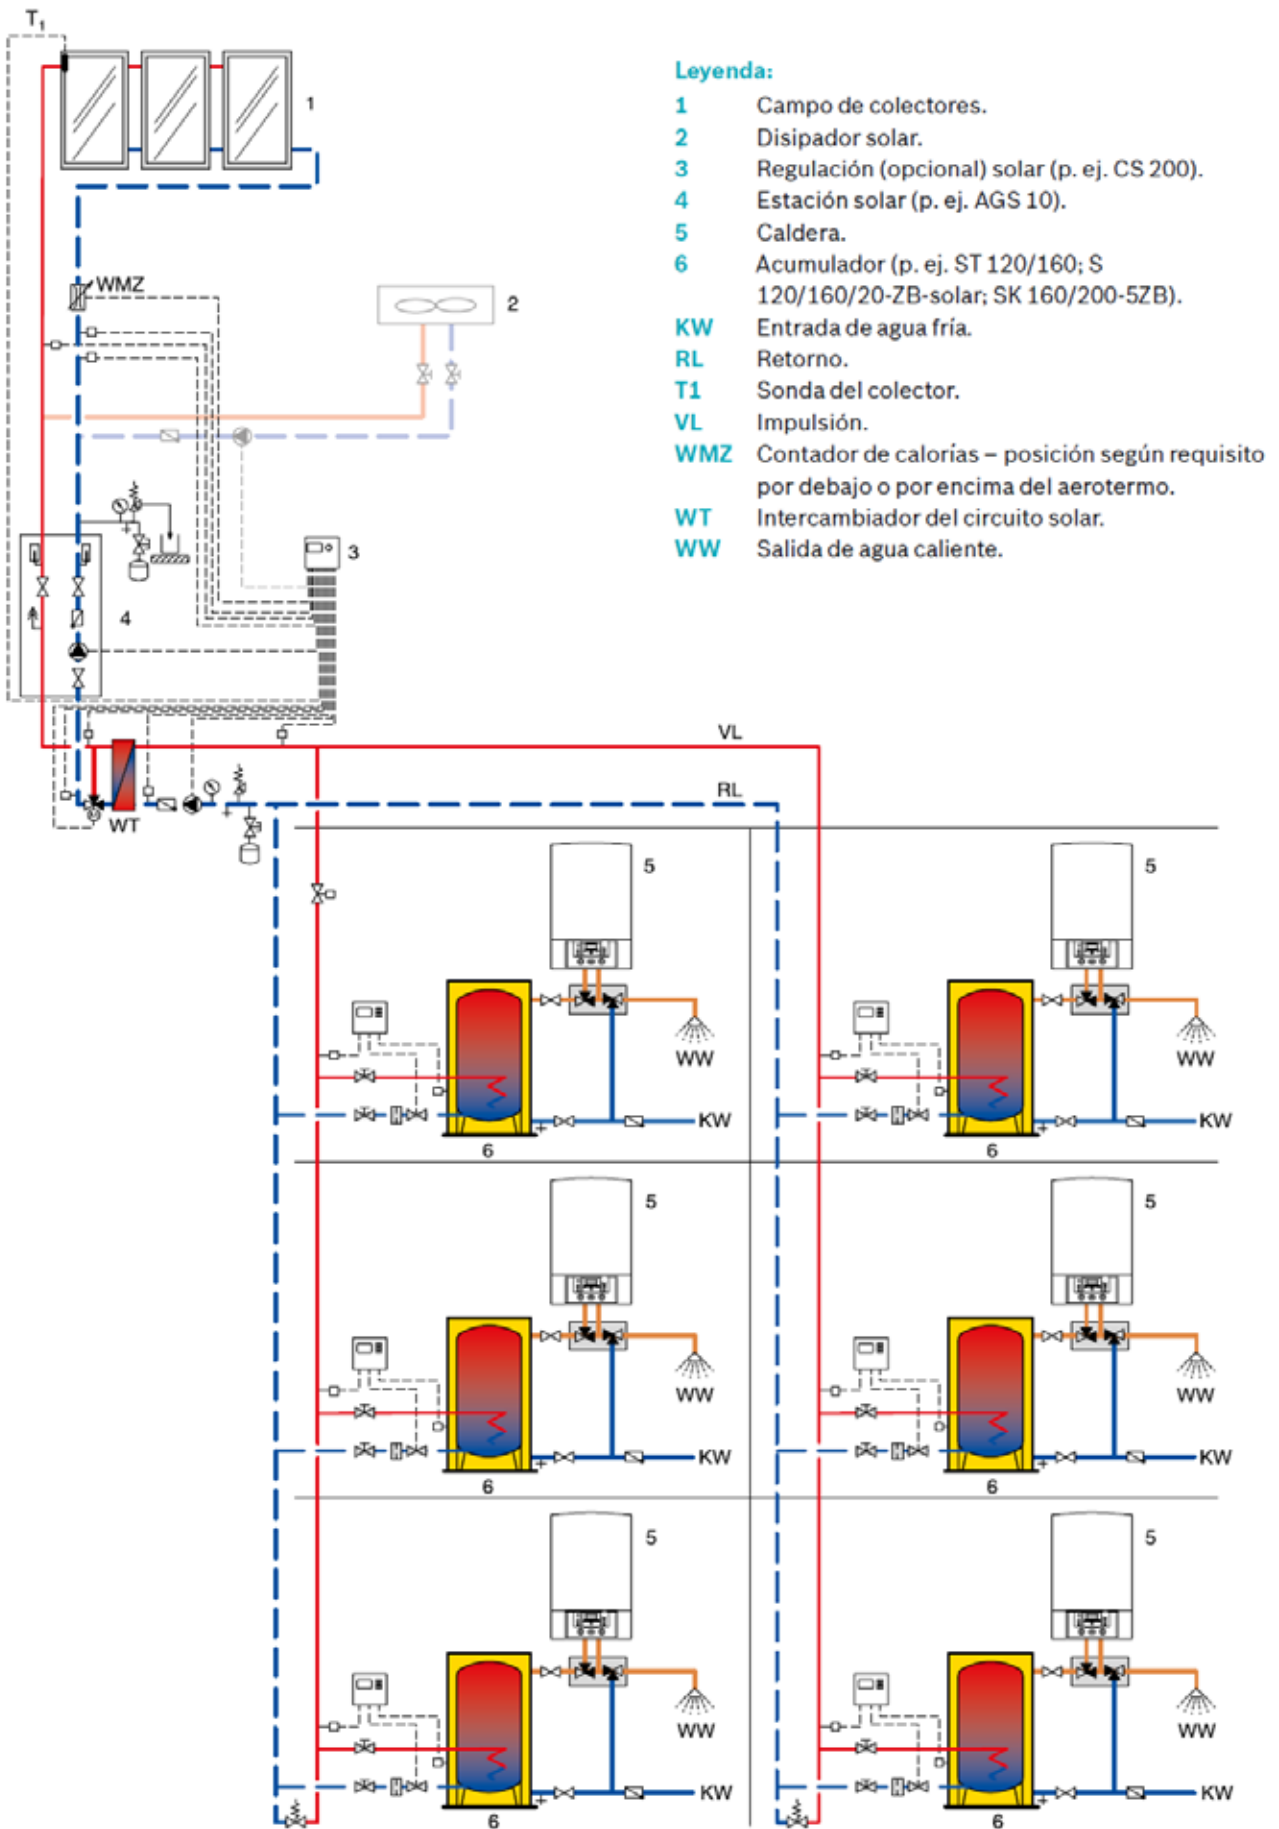 T1
1
Leyenda:
1 Campo de colectores.
2 Disipador solar.
3 Regulación (opcional) solar (p. ej. CS 200).
4 Estación solar (p. ej. AGS 10).
5 Caldera.
6 Acumulador (p. ej. ST 120/160; S
120/160/20-ZB-solar; SK 160/200-5ZB).
KW Entrada de agua fría.
RL Retorno.
T1 Sonda del colector.
VL Impulsión.
WMZ Contador de calorías – posición según requisito
por debajo o por encima del aerotermo.
WT Intercambiador del circuito solar.
WW Salida de agua caliente.
WMZ
2
3
4
VL
RL
M
WT
5
5
WW
WW
KW
KW
6
6
5
5
WW
WW
KW
KW
6
6
5
5
WW
WW
KW
KW
6
6